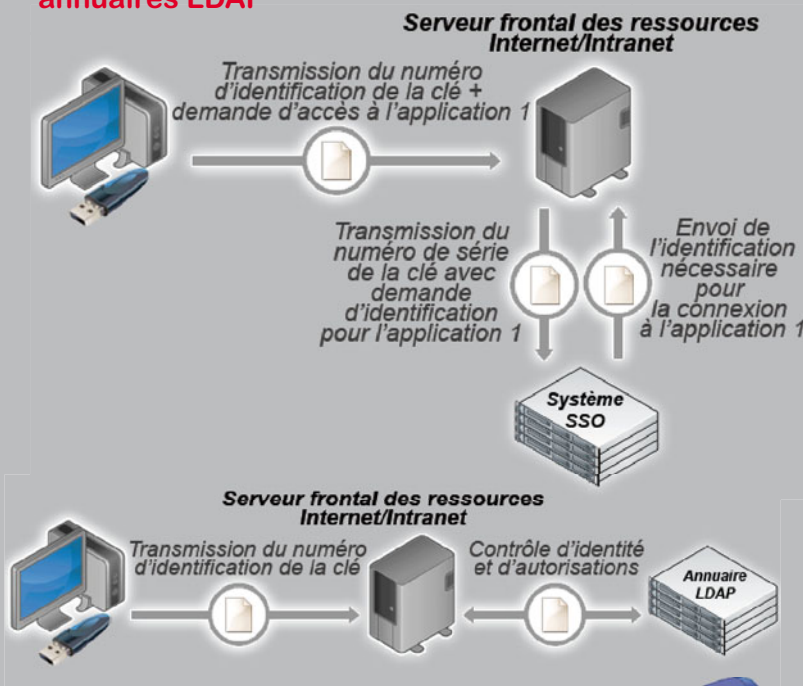 annuaires LDAP
Serveur frontal des ressources
Internet/Intranet
Transmission du numéro
d'identification de la clé +
demande d'accès à l'application 1
Transmission du
numéro de série
de la clé avec
demande
d'identification
pour l'application 1
Envoi de
l'identification
nécessaire
pour
la connexion
à l'application 1
Système
SSO
Serveur frontal des ressources
Internet/Intranet
Transmission du numéro
d'identification de la clé
Contrôle d'identité
et d'autorisations
Annuaire
LDAP